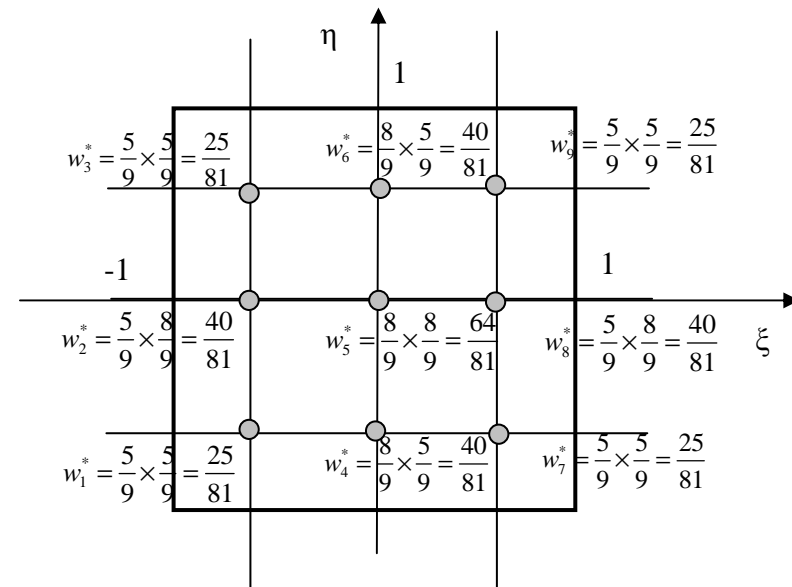 η
1
w₃* = 5/9 × 5/9 = 25/81
w₆* = 8/9 × 5/9 = 40/81
w₉* = 5/9 × 5/9 = 25/81
-1
1
w₂* = 5/9 × 8/9 = 40/81
w₅* = 8/9 × 8/9 = 64/81
w₈* = 5/9 × 8/9 = 40/81
ξ
w₁* = 5/9 × 5/9 = 25/81
w₄* = 8/9 × 5/9 = 40/81
w₇* = 5/9 × 5/9 = 25/81